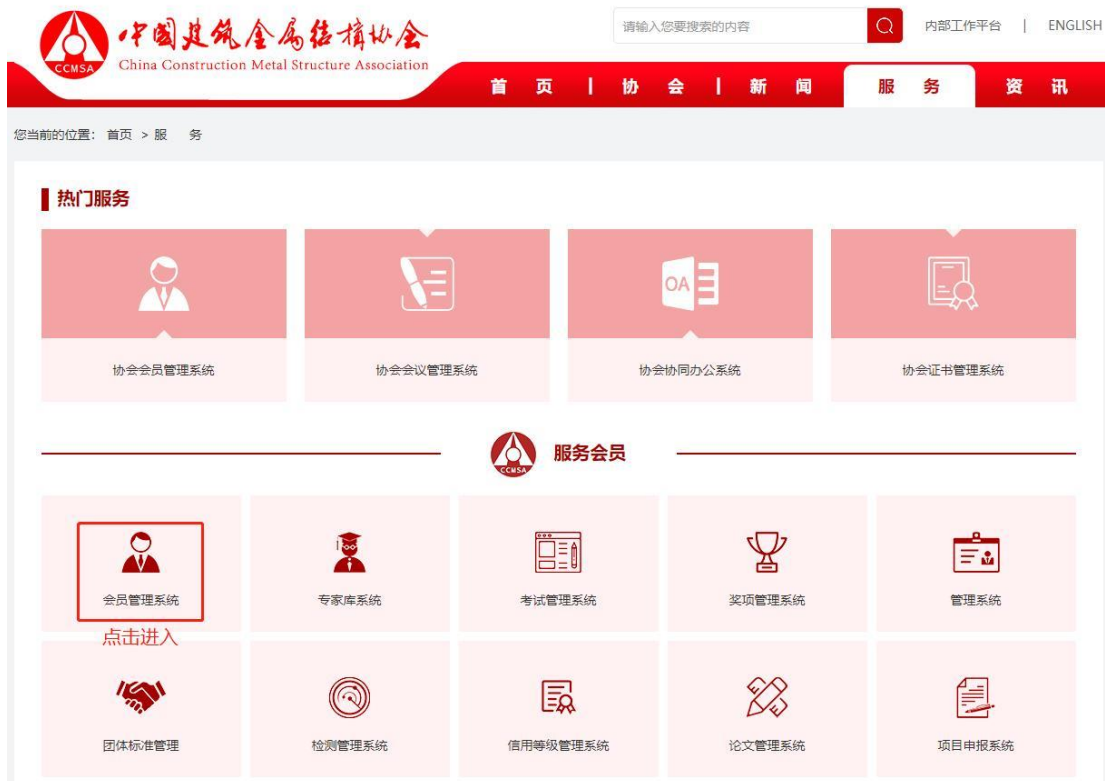 中国建筑金属结构协会
China Construction Metal Structure Association
CCMSA
请输入您要搜索的内容
内部工作平台 | ENGLISH
首 页 | 协 会 | 新 闻 服 务 资 讯
您当前的位置： 首页 > 服 务
热门服务
OA
协会会员管理系统 协会会议管理系统 协会协同办公系统 协会证书管理系统
CCMSA
服务会员
会员管理系统 专家库系统 考试管理系统 奖项管理系统 管理系统
点击进入
团体标准管理 检测管理系统 信用等级管理系统 论文管理系统 项目申报系统